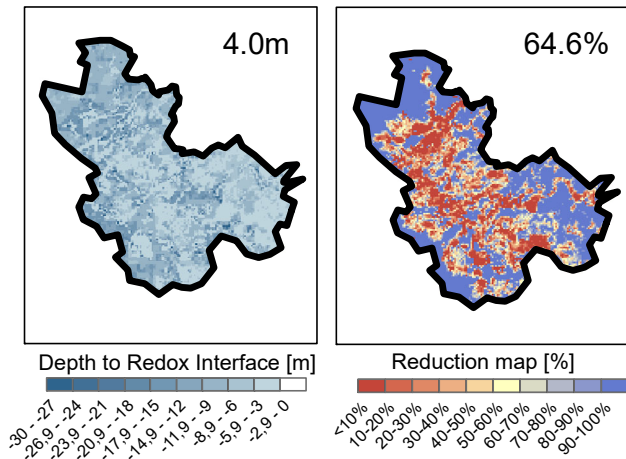 4.0m
64.6%
Depth to Redox Interface [m]
-30 - -27
-26,9 - -24
-23,9 - -21
-20,9 - -18
-17,9 - -15
-14,9 - -12
-11,9 - -9
-8,9 - -6
-5,9 - -3
-2,9 - 0
Reduction map [%]
<10%
10-20%
20-30%
30-40%
40-50%
50-60%
60-70%
70-80%
80-90%
90-100%